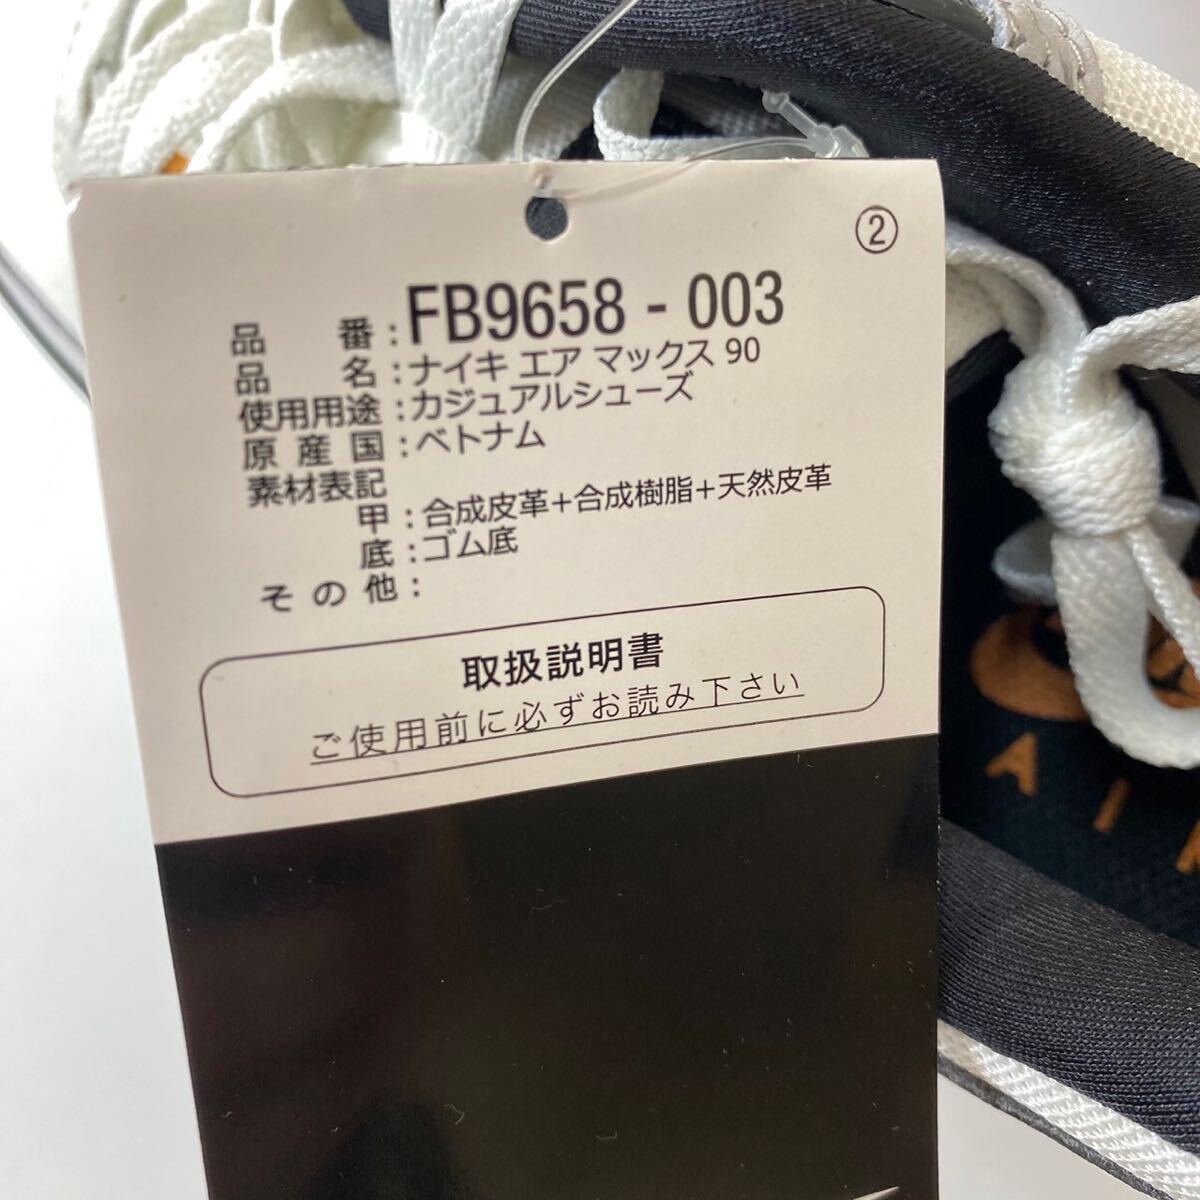 ②
品番:FB9658-003
品名:ナイキ エア マックス 90
使用用途:カジュアルシューズ
原産国:ベトナム
素材表記
甲:合成皮革+合成樹脂+天然皮革
底:ゴム底
その他:
取扱説明書
ご使用前に必ずお読み下さい
AI